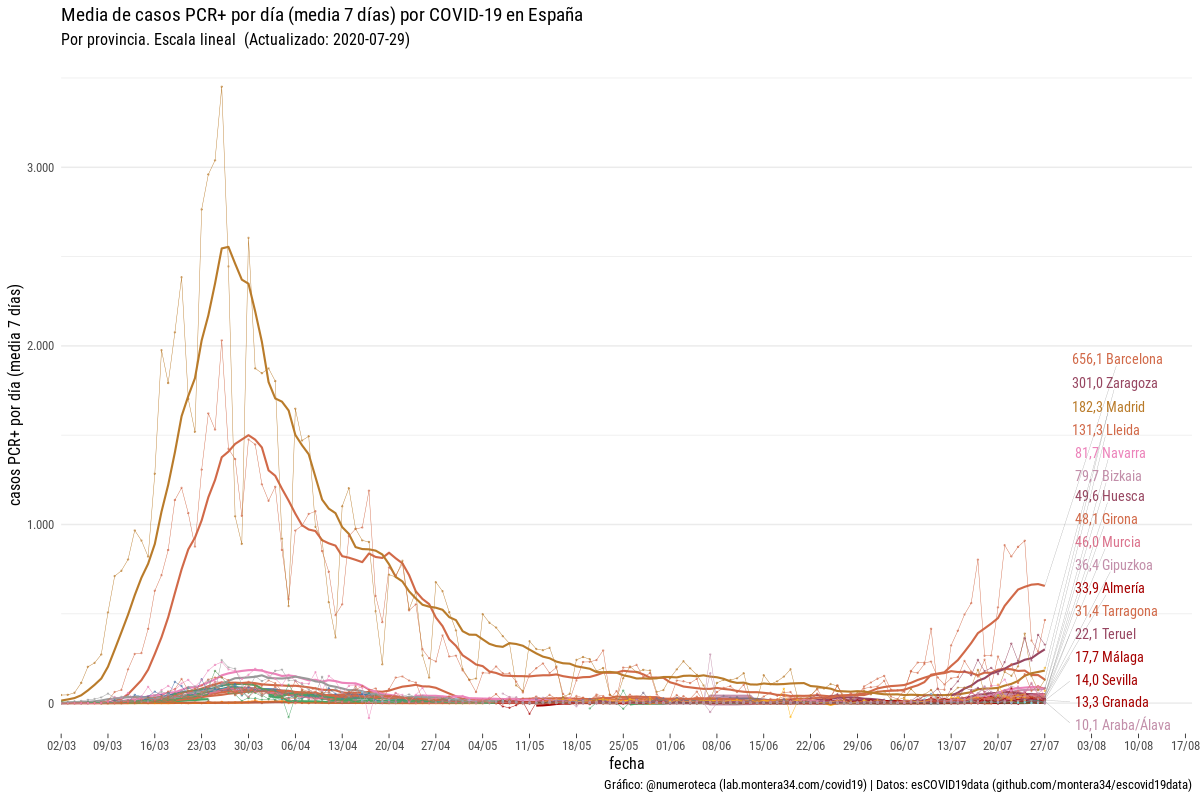 Media de casos PCR+ por día (media 7 días) por COVID-19 en España
Por provincia. Escala lineal (Actualizado: 2020-07-29)
casos PCR+ por día (media 7 días)
3.000
2.000
1.000
0
656,1 Barcelona
301,0 Zaragoza
182,3 Madrid
131,3 Lleida
81,7 Navarra
79,7 Bizkaia
49,6 Huesca
48,1 Girona
46,0 Murcia
36,4 Gipuzkoa
33,9 Almería
31,4 Tarragona
22,1 Teruel
17,7 Málaga
14,0 Sevilla
13,3 Granada
10,1 Araba/Álava
02/03 09/03 16/03 23/03 30/03 06/04 13/04 20/04 27/04 04/05 11/05 18/05 25/05 01/06 08/06 15/06 22/06 29/06 06/07 13/07 20/07 27/07 03/08 10/08 17/08
fecha
Gráfico: @numeroteca (lab.montera34.com/covid19) | Datos: esCOVID19data (github.com/montera34/escovid19data)